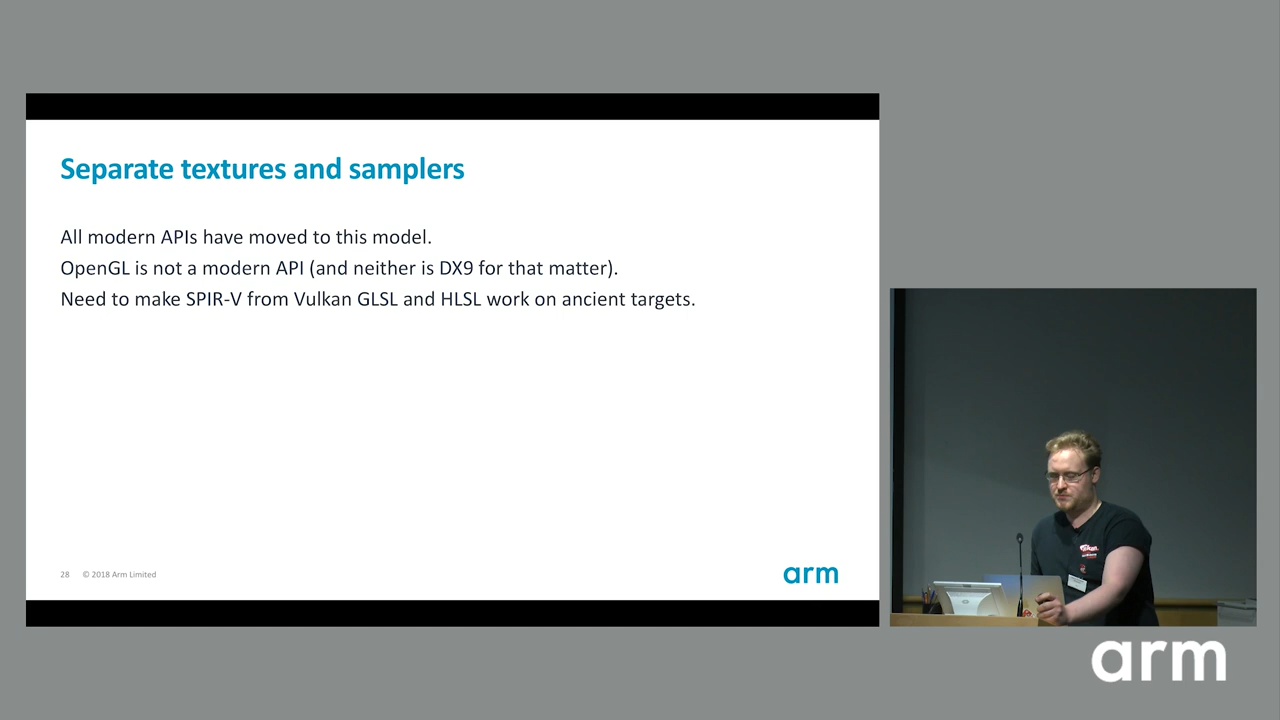 Separate textures and samplers
All modern APIs have moved to this model.
OpenGL is not a modern API (and neither is DX9 for that matter).
Need to make SPIR-V from Vulkan GLSL and HLSL work on ancient targets.
28 © 2018 Arm Limited
arm
arm